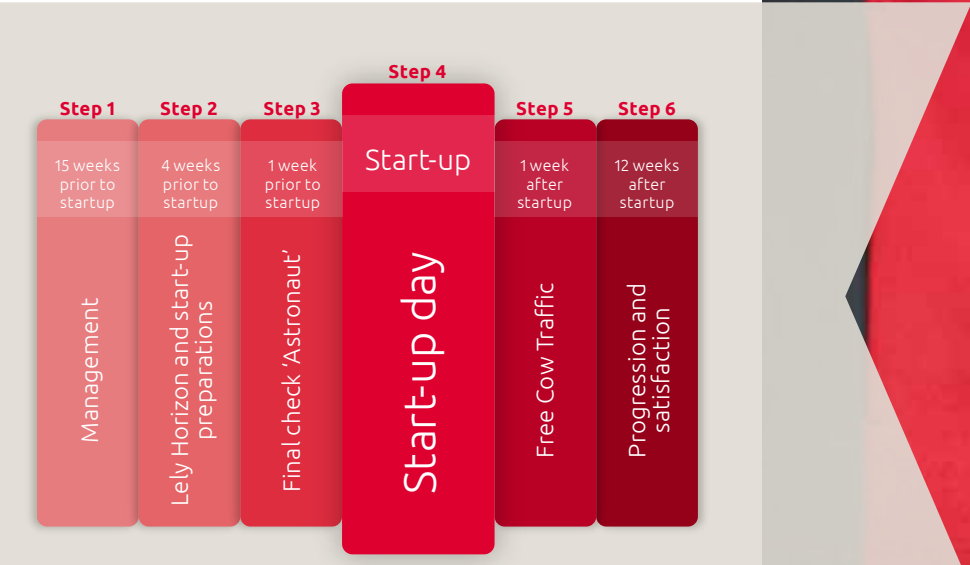 Step 1
15 weeks
prior to
startup
Management
Step 2
4 weeks
prior to
startup
Lely Horizon and start-up
preparations
Step 3
1 week
prior to
startup
Final check ‘Astronaut’
Step 4
Start-up
Start-up day
Step 5
1 week
after
startup
Free Cow Traffic
Step 6
12 weeks
after
startup
Progression and
satisfaction